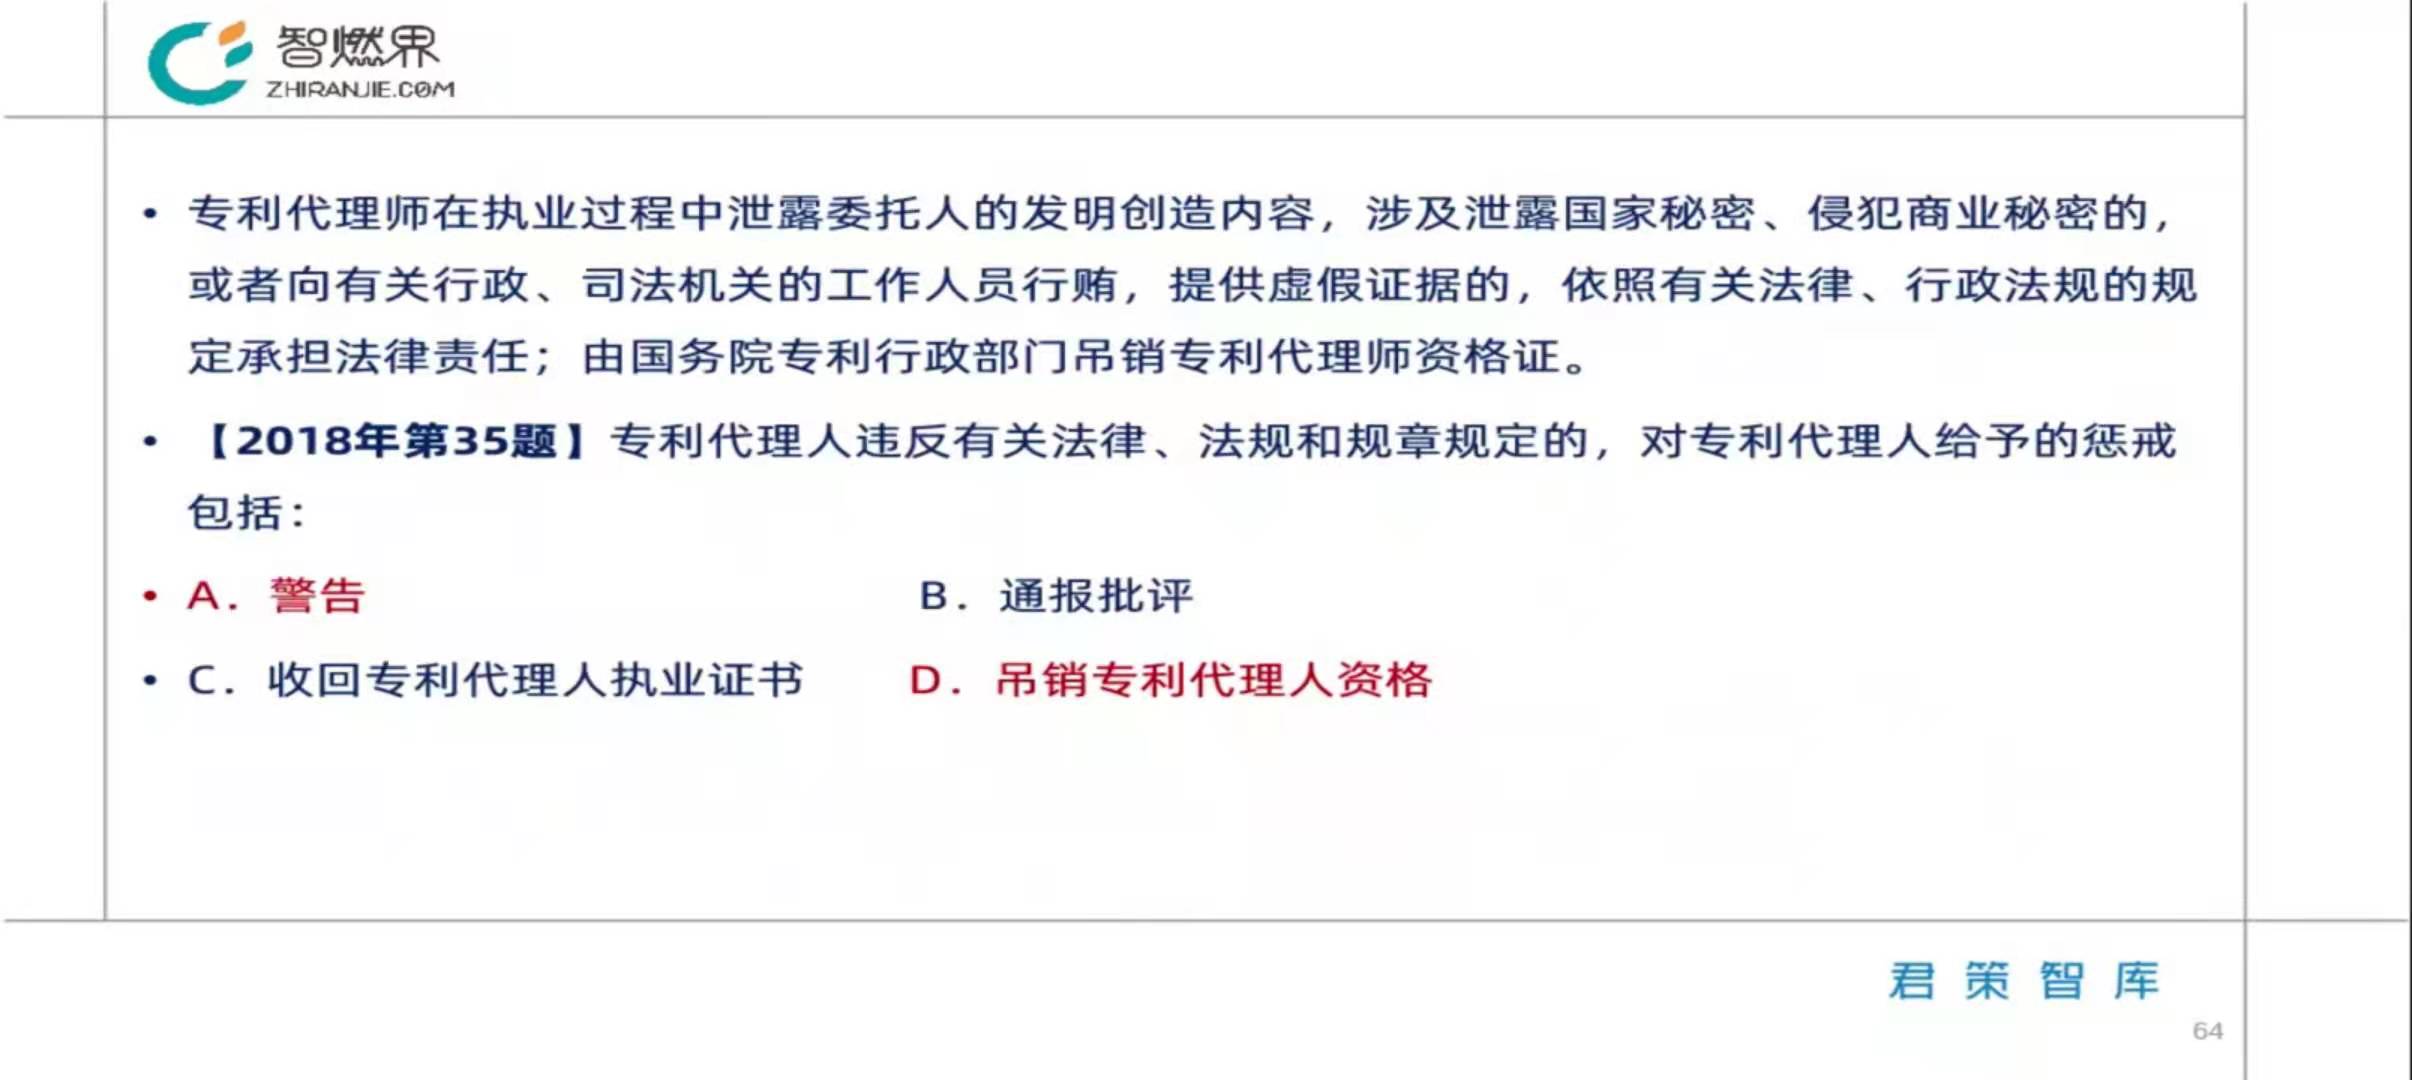 智燃界
ZHIRANJIE.COM
• 专利代理师在执业过程中泄露委托人的发明创造内容，涉及泄露国家秘密、侵犯商业秘密的，
或者向有关行政、司法机关的工作人员行贿，提供虚假证据的，依照有关法律、行政法规的规
定承担法律责任；由国务院专利行政部门吊销专利代理师资格证。
• 【2018年第35题】专利代理人违反有关法律、法规和规章规定的，对专利代理人给予的惩戒
包括：
• A．警告 B．通报批评
• C．收回专利代理人执业证书 D．吊销专利代理人资格
君策智库
64